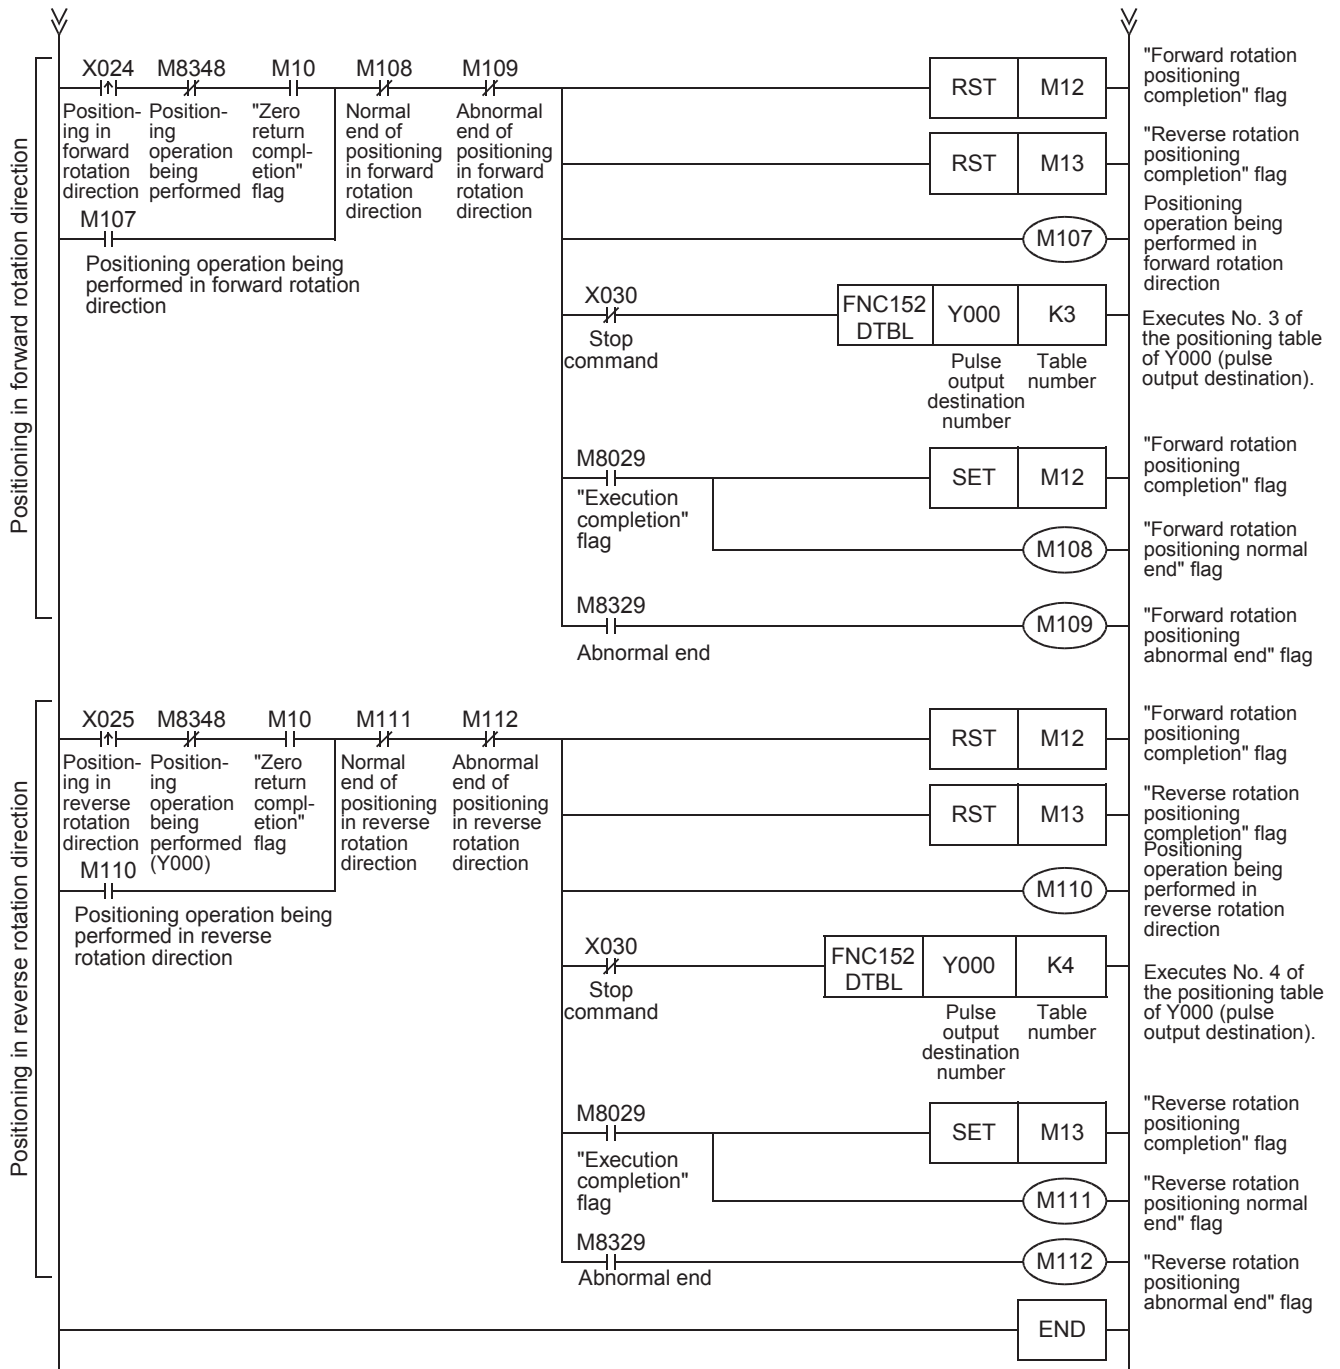 Positioning in forward rotation direction
X024 M8348 M10 M108 M109
Position-
ing in
forward
rotation
direction
Position-
ing
operation
being
performed
"Zero
return
compl-
etion"
flag
Normal
end of
positioning
in forward
rotation
direction
Abnormal
end of
positioning
in forward
rotation
direction
RST M12
"Forward rotation
positioning
completion" flag
RST M13
"Reverse rotation
positioning
completion" flag
M107
Positioning operation being
performed in forward rotation
direction
M107
Positioning
operation being
performed in
forward rotation
direction
X030
Stop
command
FNC152
DTBL
Y000
K3
Pulse
output
destination
number
Table
number
Executes No. 3 of
the positioning table
of Y000 (pulse
output destination).
M8029
"Execution
completion"
flag
SET M12
"Forward rotation
positioning
completion" flag
M108
"Forward rotation
positioning normal
end" flag
M8329
Abnormal end
M109
"Forward rotation
positioning
abnormal end" flag
Positioning in reverse rotation direction
X025 M8348 M10 M111 M112
Position-
ing in
reverse
rotation
direction
Position-
ing
operation
being
performed
(Y000)
"Zero
return
compl-
etion"
flag
Normal
end of
positioning
in reverse
rotation
direction
Abnormal
end of
positioning
in reverse
rotation
direction
RST M12
"Forward rotation
positioning
completion" flag
RST M13
"Reverse rotation
positioning
completion" flag
M110
Positioning operation being
performed in reverse
rotation direction
M110
Positioning
operation being
performed in
reverse rotation
direction
X030
Stop
command
FNC152
DTBL
Y000
K4
Pulse
output
destination
number
Table
number
Executes No. 4 of
the positioning table
of Y000 (pulse
output destination).
M8029
"Execution
completion"
flag
SET M13
"Reverse rotation
positioning
completion" flag
M111
"Reverse rotation
positioning normal
end" flag
M8329
Abnormal end
M112
"Reverse rotation
positioning
abnormal end" flag
END